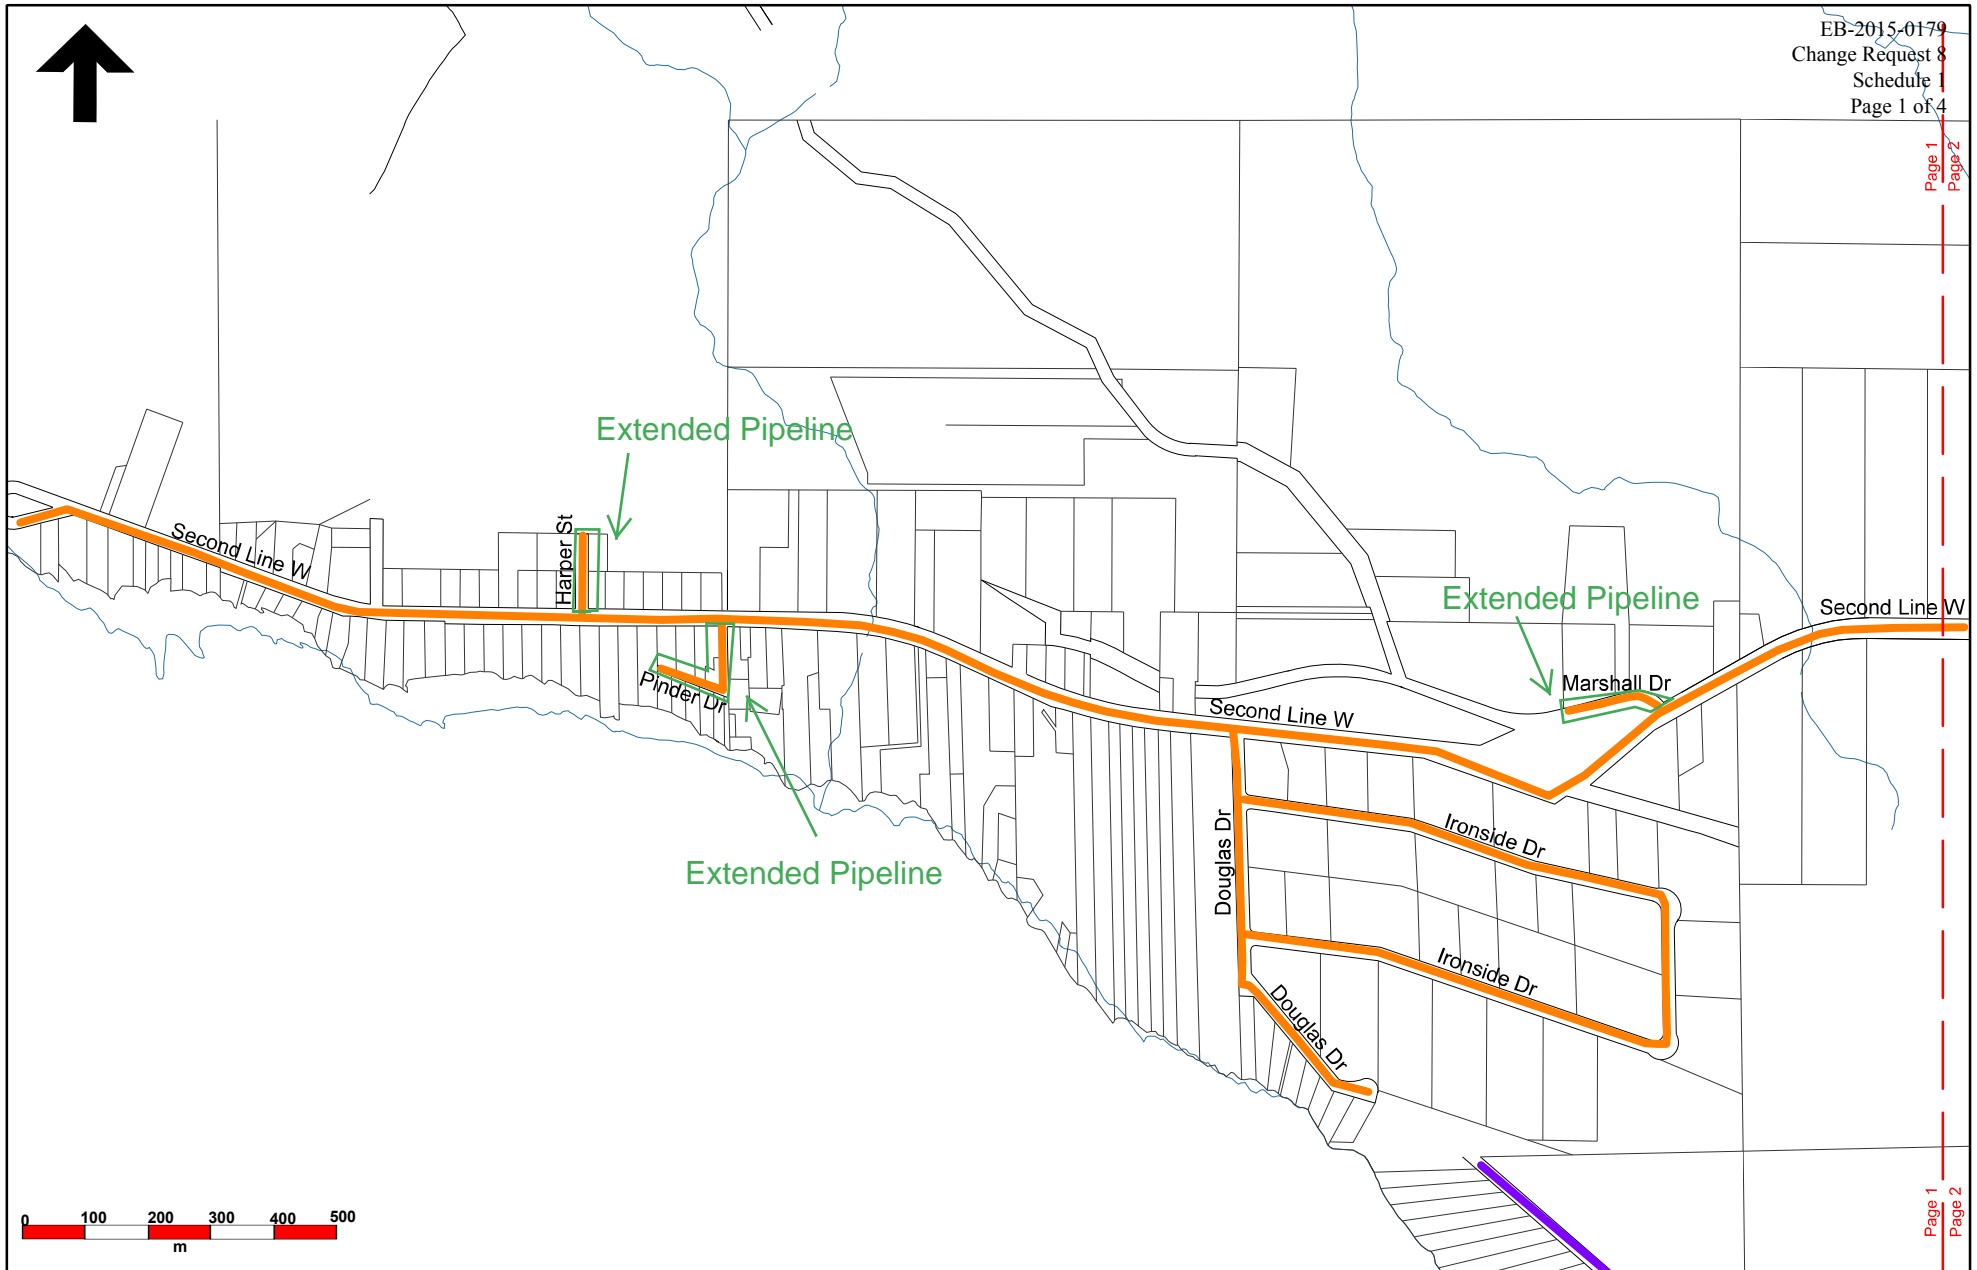 EB-2015-0179
Change Request 8
Schedule 1
Page 1 of 4
Page 1
Page 2
Extended Pipeline
Harper St
Second Line W
Extended Pipeline
Second Line W
Marshall Dr
Pinder Dr
Second Line W
Extended Pipeline
Ironside Dr
Douglas Dr
Ironside Dr
Douglas Dr
Page 1
Page 2
0 100 200 300 400 500
m